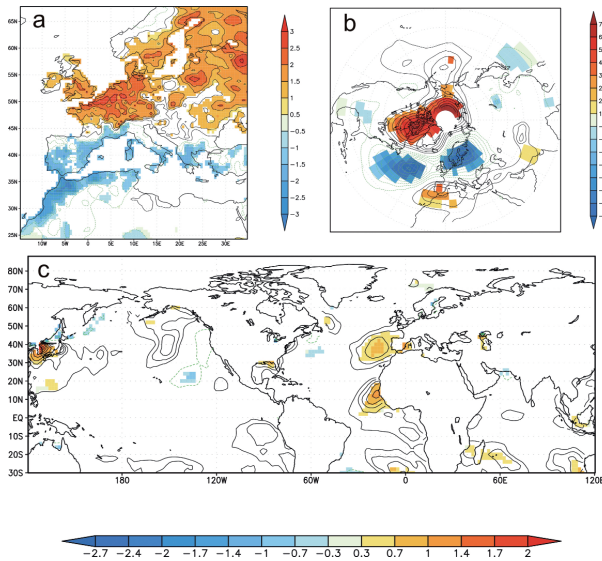 a
65N
60N
55N
50N
45N
40N
35N
30N
25N
10W 5W 0 5E 10E 15E 20E 25E 30E
3
2.5
2
1.5
1
0.5
-0.5
-1
-1.5
-2
-2.5
-3
b
7
6
5
4
3
2
1
c
80N
70N
60N
50N
40N
30N
20N
10N
EQ
10S
20S
30S
180 120W 60W 0 60E 120E
-2.7 -2.4 -2 -1.7 -1.4 -1 -0.7 -0.3 0.3 0.7 1 1.4 1.7 2